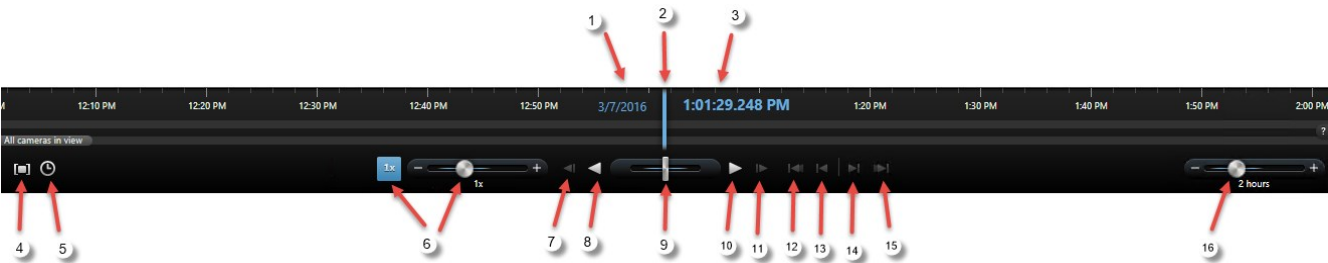 1 2 3
12:10 PM 12:20 PM 12:30 PM 12:40 PM 12:50 PM 3/7/2016 1:01:29.248 PM 1:20 PM 1:30 PM 1:40 PM 1:50 PM 2:00 PM
?
All cameras in view
1x
1x
2 hours
4 5 6 7 8 9 10 11 12 13 14 15 16